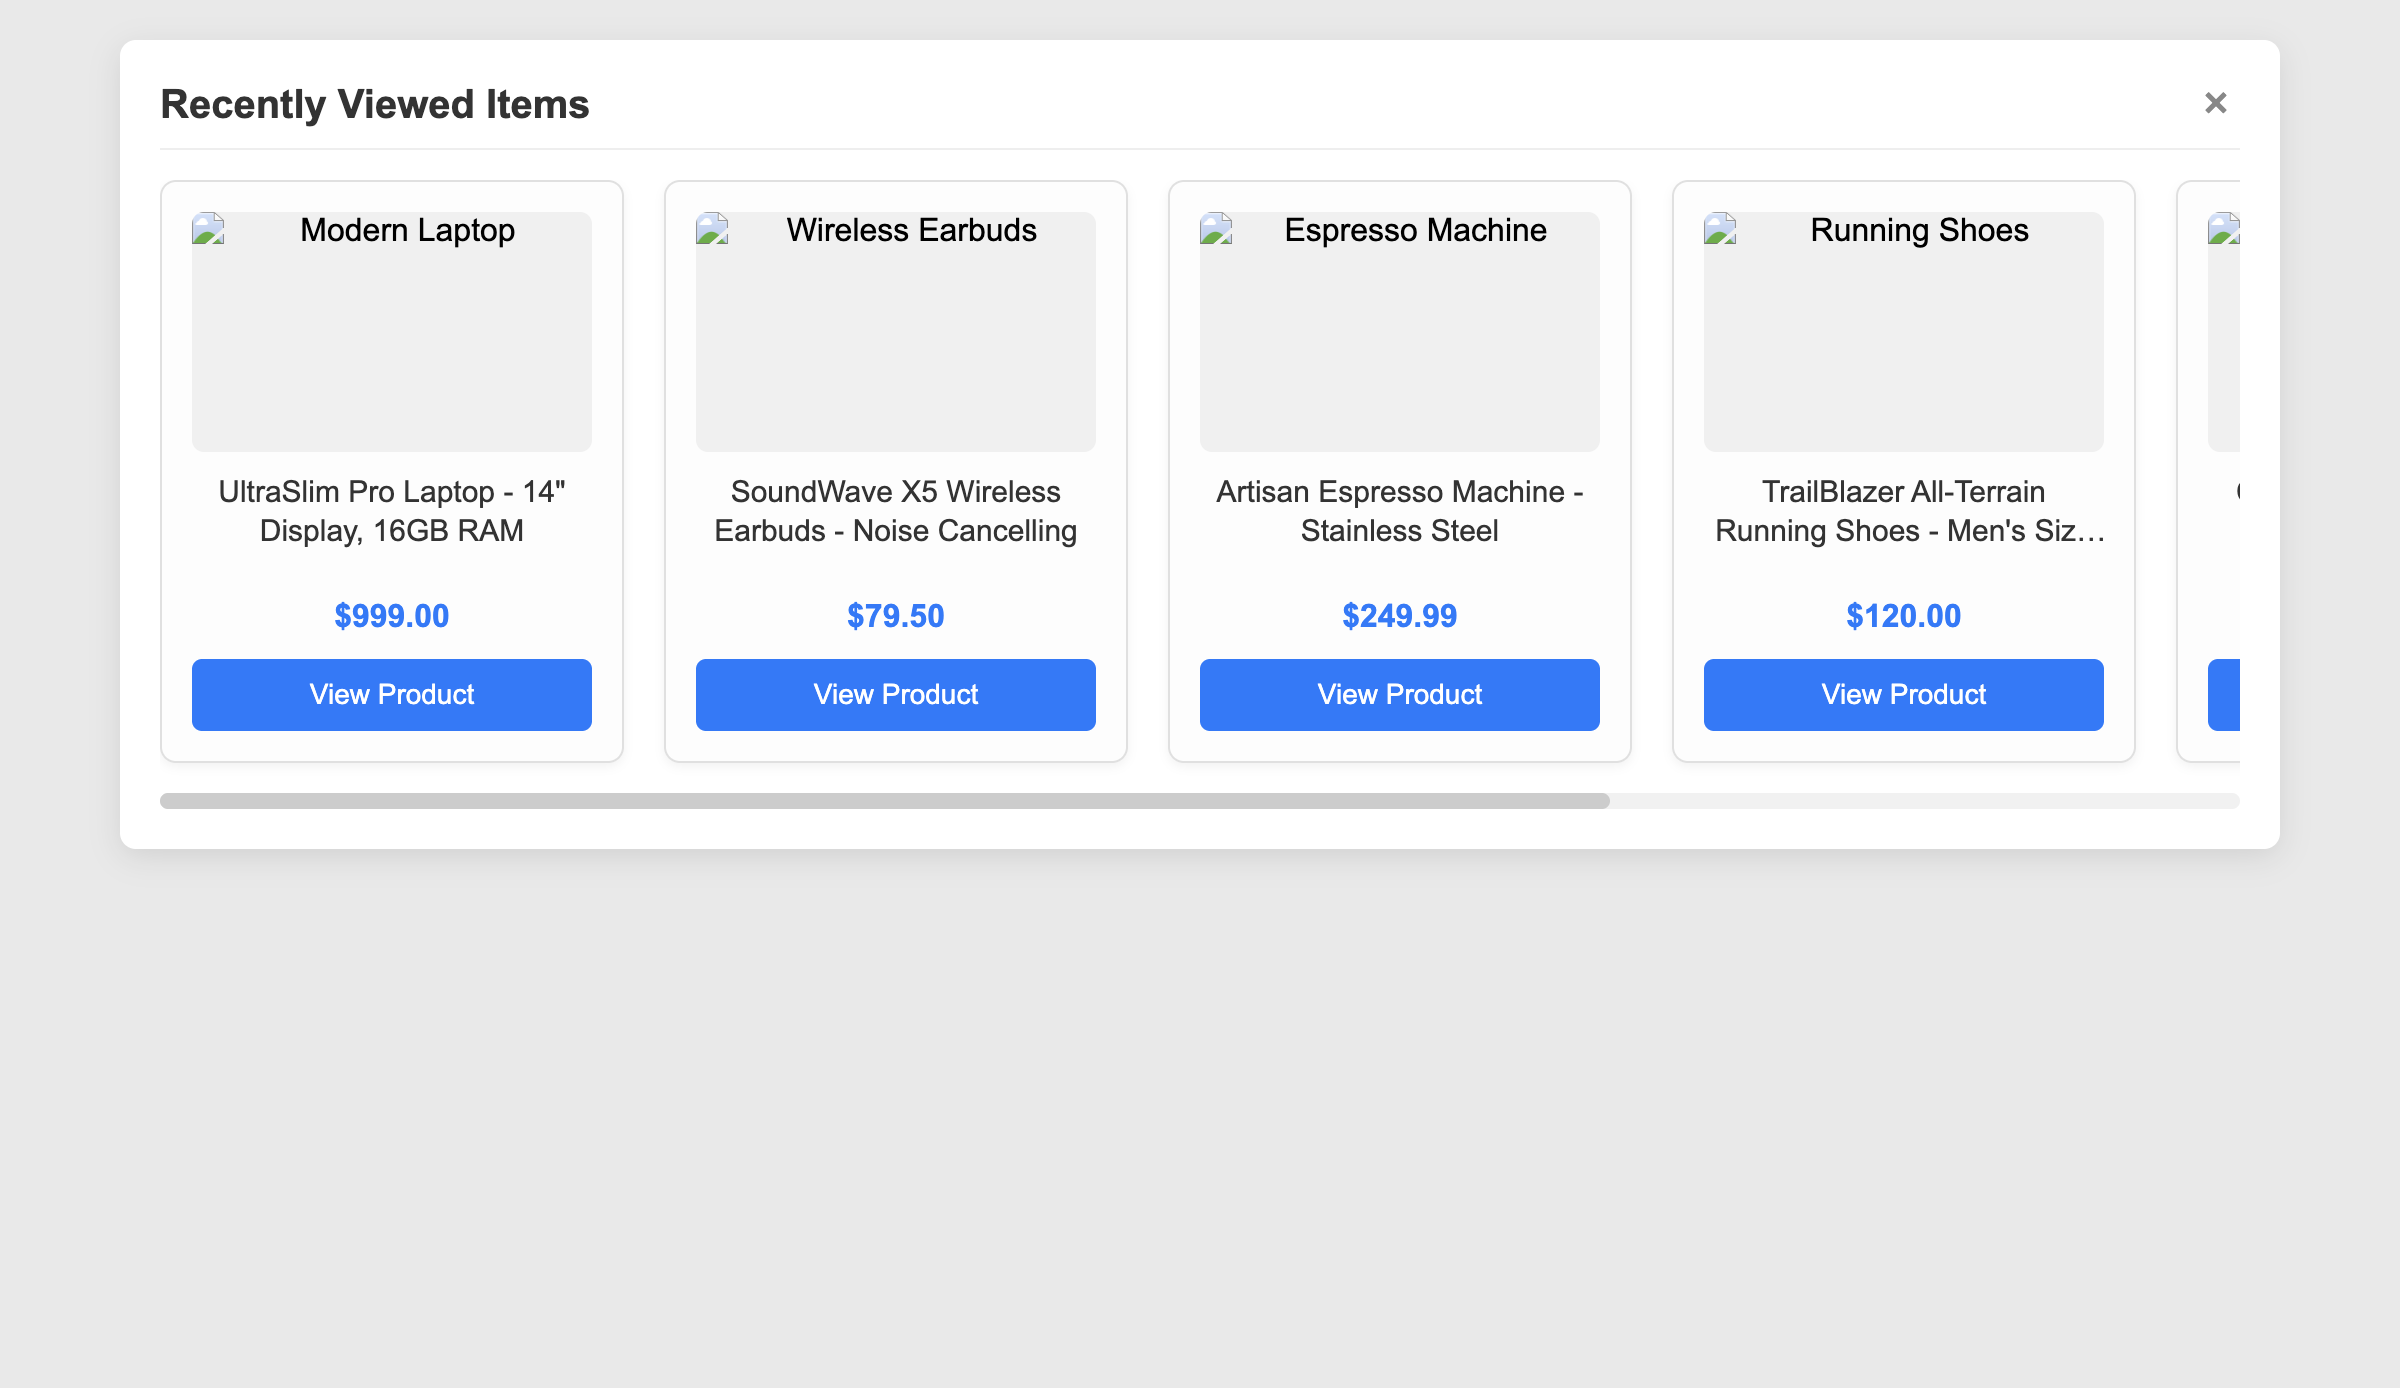 Recently Viewed Items
×
Modern Laptop
UltraSlim Pro Laptop - 14"
Display, 16GB RAM
$999.00
View Product
Wireless Earbuds
SoundWave X5 Wireless
Earbuds - Noise Cancelling
$79.50
View Product
Espresso Machine
Artisan Espresso Machine -
Stainless Steel
$249.99
View Product
Running Shoes
TrailBlazer All-Terrain
Running Shoes - Men's Siz…
$120.00
View Product